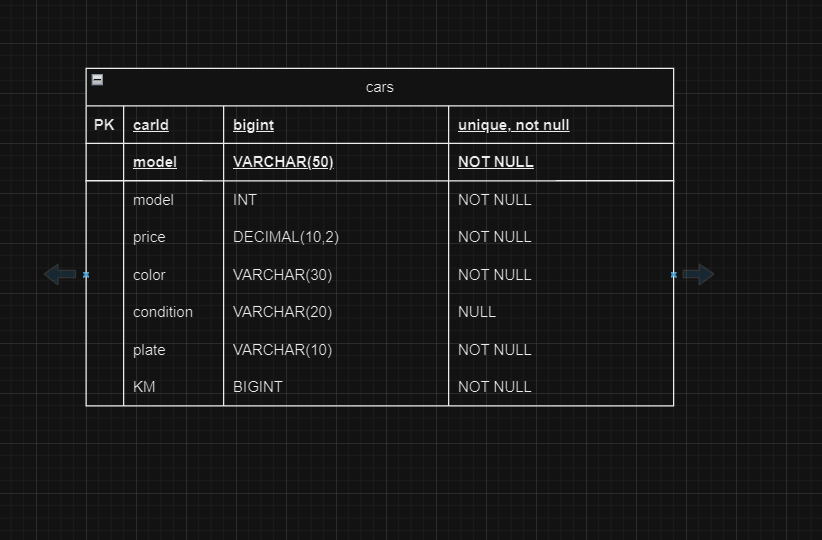 cars
PK carId bigint unique, not null
model VARCHAR(50) NOT NULL
model INT NOT NULL
price DECIMAL(10,2) NOT NULL
color VARCHAR(30) NOT NULL
condition VARCHAR(20) NULL
plate VARCHAR(10) NOT NULL
KM BIGINT NOT NULL